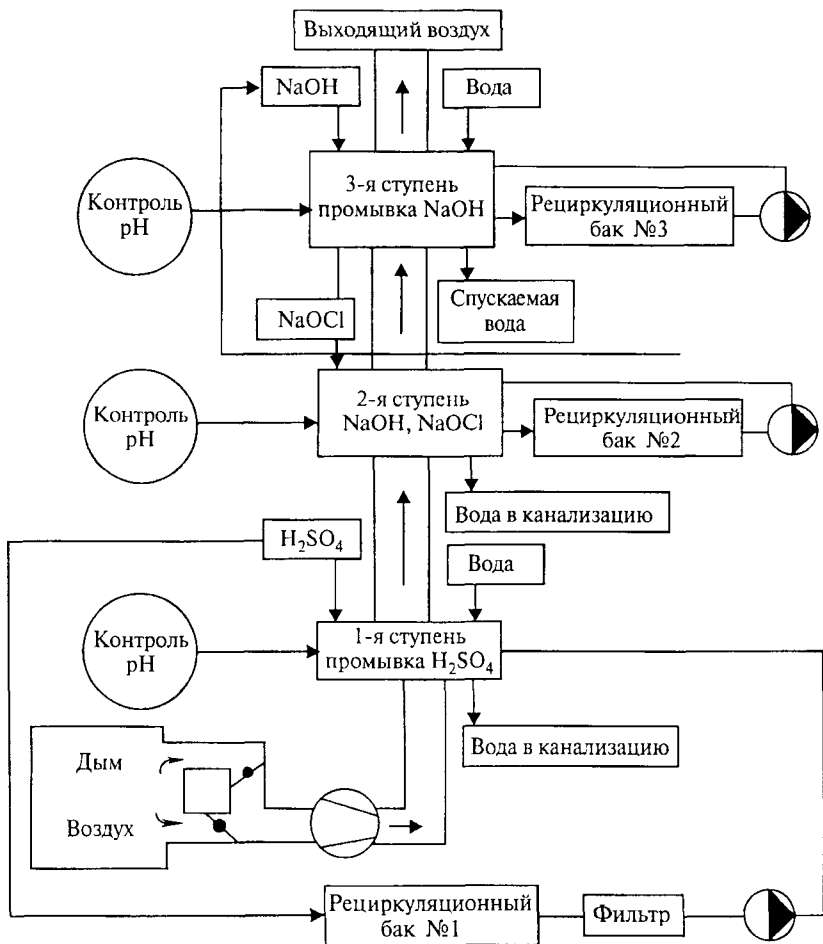 Выходящий воздух
NaOH
Вода
Контроль
pH
3-я ступень
промывка NaOH
Рециркуляционный
бак №3
NaOCl
Спускаемая
вода
Контроль
pH
2-я ступень
NaOH, NaOCl
Рециркуляционный
бак №2
Вода в канализацию
H₂SO₄
Вода
Контроль
pH
1-я ступень
промывка H₂SO₄
Вода в канализацию
Дым
Воздух
Рециркуляционный
бак №1
Фильтр